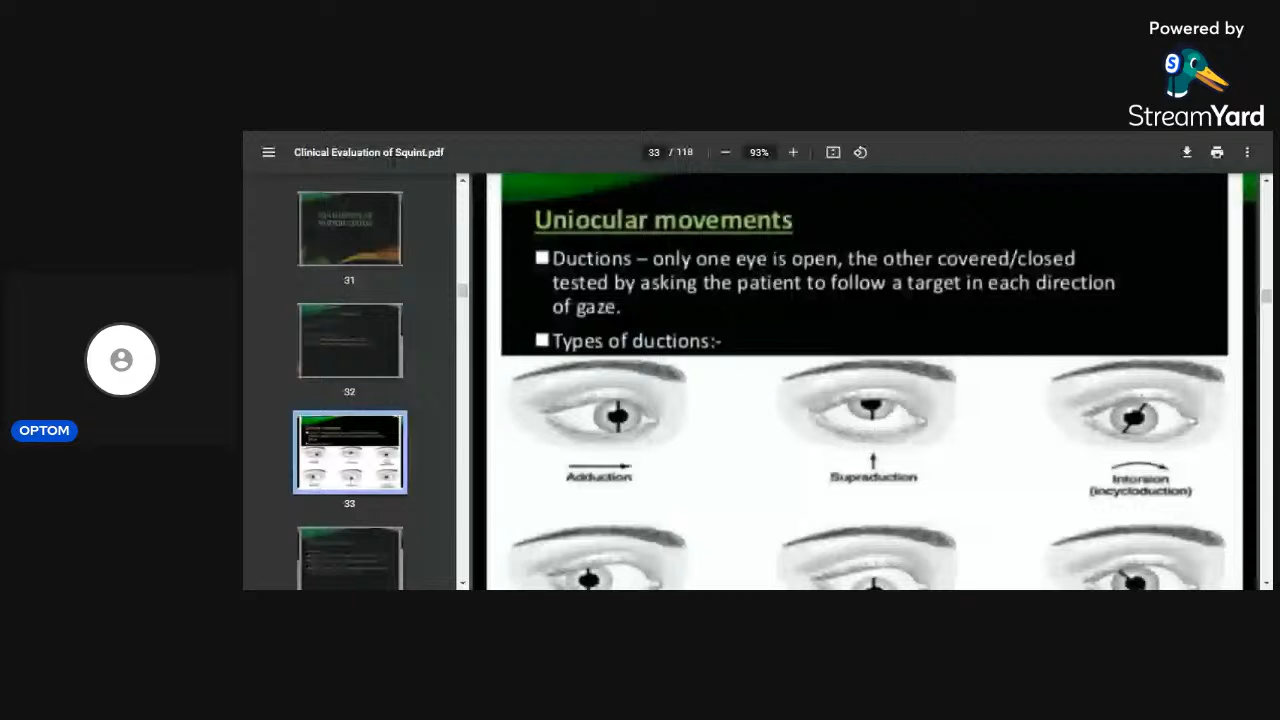 Powered by
S
StreamYard
Clinical Evaluation of Squint.pdf
33 / 118
93%
31
32
33
OPTOM
Uniocular movements
Ductions – only one eye is open, the other covered/closed
tested by asking the patient to follow a target in each direction
of gaze.
Types of ductions:-
Adduction
Supraduction
Intorsion
(incycloduction)